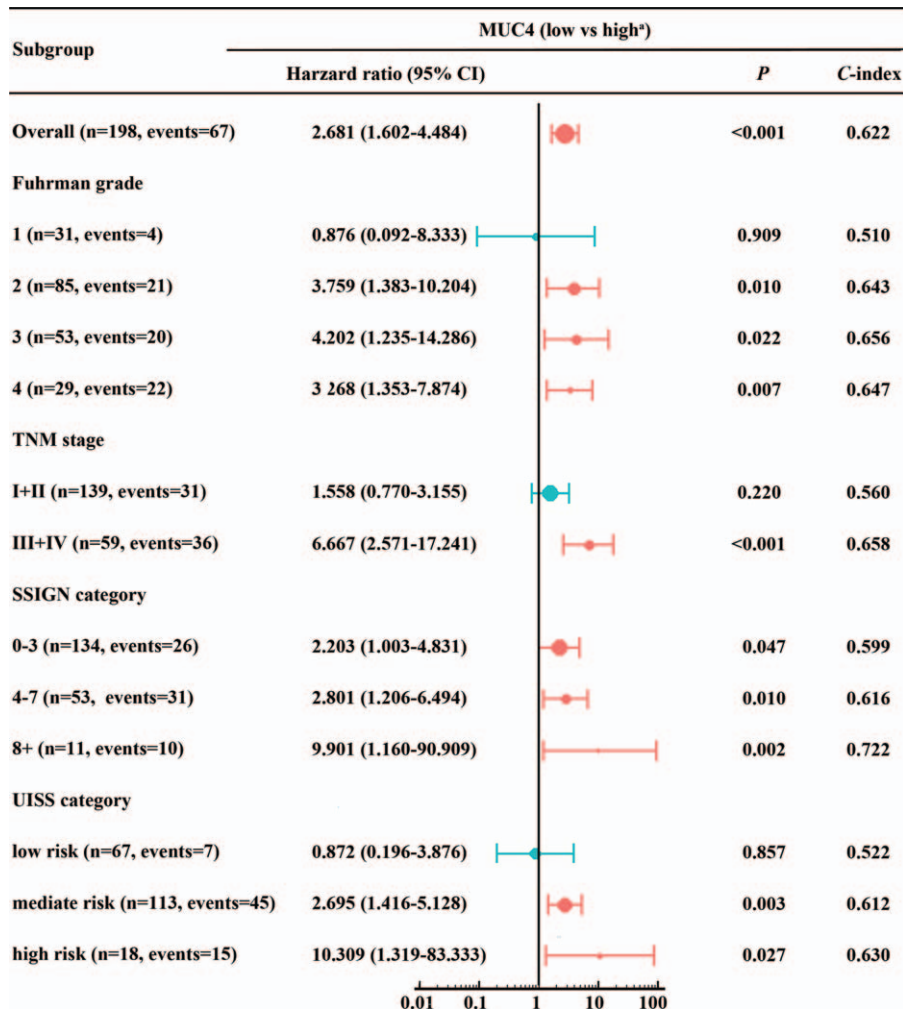 MUC4 (low vs highᵃ)
Subgroup
Harzard ratio (95% CI) P C-index
Overall (n=198, events=67) 2.681 (1.602-4.484) <0.001 0.622
Fuhrman grade
1 (n=31, events=4) 0.876 (0.092-8.333) 0.909 0.510
2 (n=85, events=21) 3.759 (1.383-10.204) 0.010 0.643
3 (n=53, events=20) 4.202 (1.235-14.286) 0.022 0.656
4 (n=29, events=22) 3 268 (1.353-7.874) 0.007 0.647
TNM stage
I+II (n=139, events=31) 1.558 (0.770-3.155) 0.220 0.560
III+IV (n=59, events=36) 6.667 (2.571-17.241) <0.001 0.658
SSIGN category
0-3 (n=134, events=26) 2.203 (1.003-4.831) 0.047 0.599
4-7 (n=53, events=31) 2.801 (1.206-6.494) 0.010 0.616
8+ (n=11, events=10) 9.901 (1.160-90.909) 0.002 0.722
UISS category
low risk (n=67, events=7) 0.872 (0.196-3.876) 0.857 0.522
mediate risk (n=113, events=45) 2.695 (1.416-5.128) 0.003 0.612
high risk (n=18, events=15) 10.309 (1.319-83.333) 0.027 0.630
0.01 0.1 1 10 100